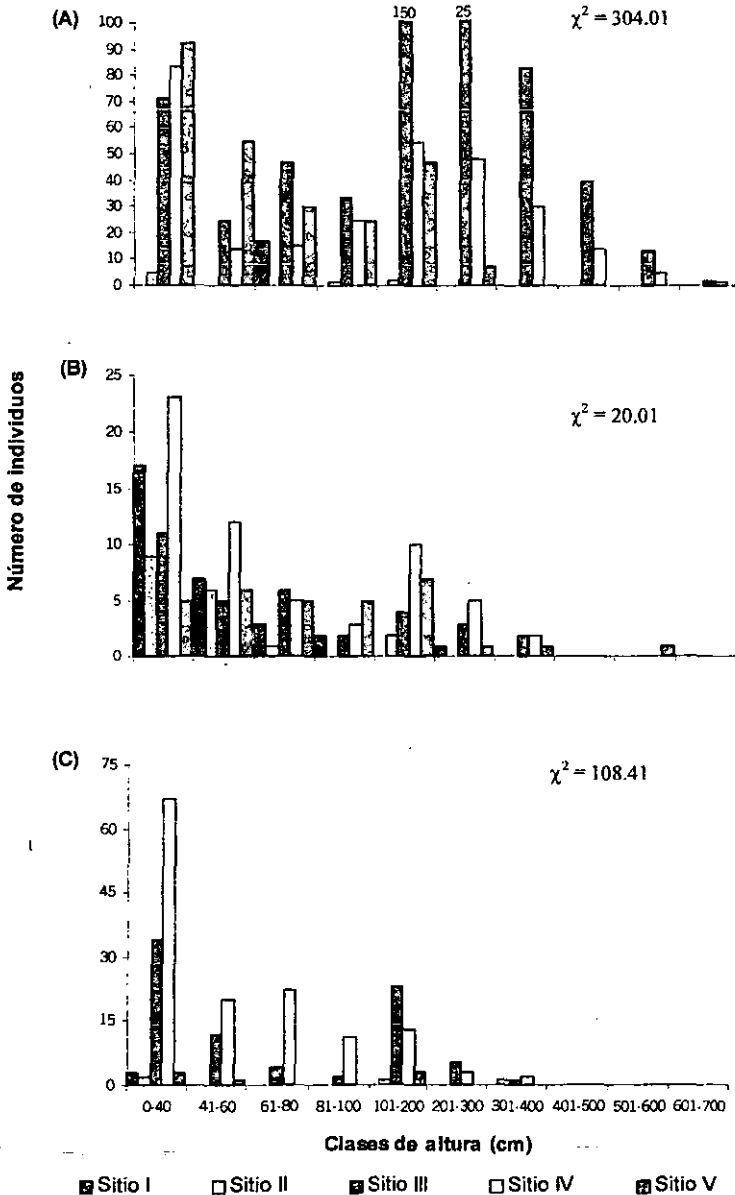 150 25
(A) 100 χ² = 304.01
90
80
70
60
50
40
30
20
10
0
Número de individuos
(B) 25
χ² = 20.01
20
15
10
5
0
(C) 75 χ² = 108.41
60
45
30
15
0
0-40 41-60 61-80 81-100 101-200 201-300 301-400 401-500 501-600 601-700
Clases de altura (cm)
Sitio I Sitio II Sitio III Sitio IV Sitio V